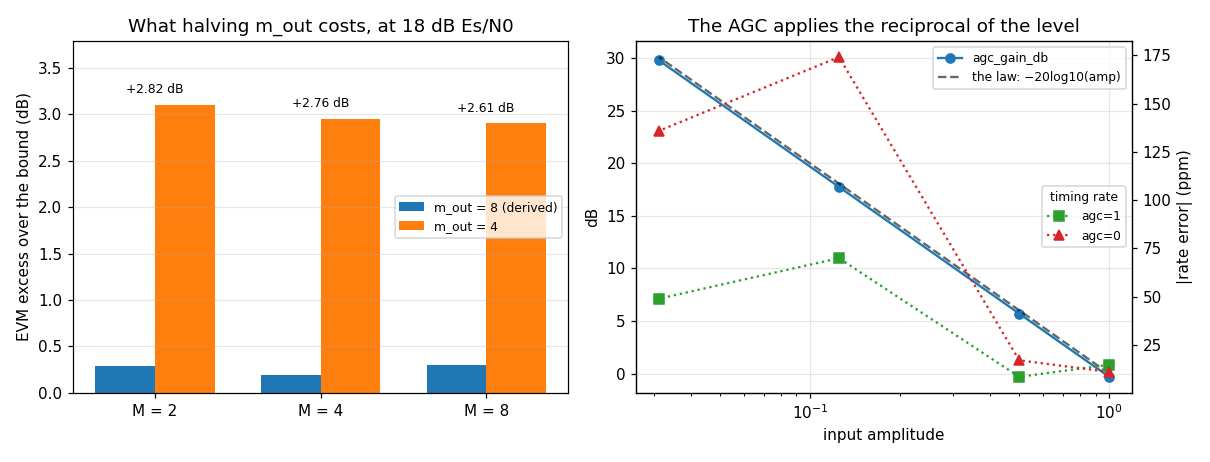 What halving m_out costs, at 18 dB Es/N0
EVM excess over the bound (dB)
3.5
3.0
2.5
2.0
1.5
1.0
0.5
0.0
+2.82 dB
+2.76 dB
+2.61 dB
m_out = 8 (derived)
m_out = 4
M = 2
M = 4
M = 8
The AGC applies the reciprocal of the level
dB
30
25
20
15
10
5
0
agc_gain_db
the law: −20log10(amp)
timing rate
agc=1
agc=0
175
150
125
100
75
50
25
|rate error| (ppm)
10⁻¹
10⁰
input amplitude